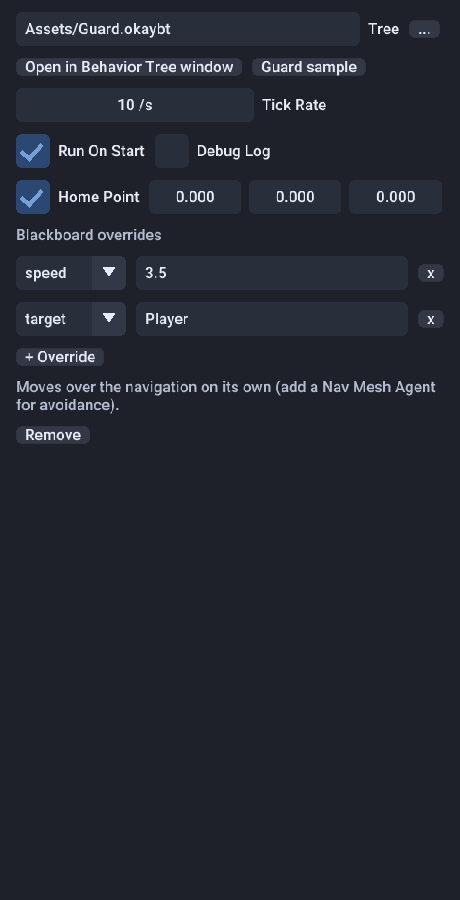 Assets/Guard.okaybt Tree ...
Open in Behavior Tree window Guard sample
10 /s Tick Rate
Run On Start Debug Log
Home Point 0.000 0.000 0.000
Blackboard overrides
speed 3.5 x
target Player x
+ Override
Moves over the navigation on its own (add a Nav Mesh Agent
for avoidance).
Remove